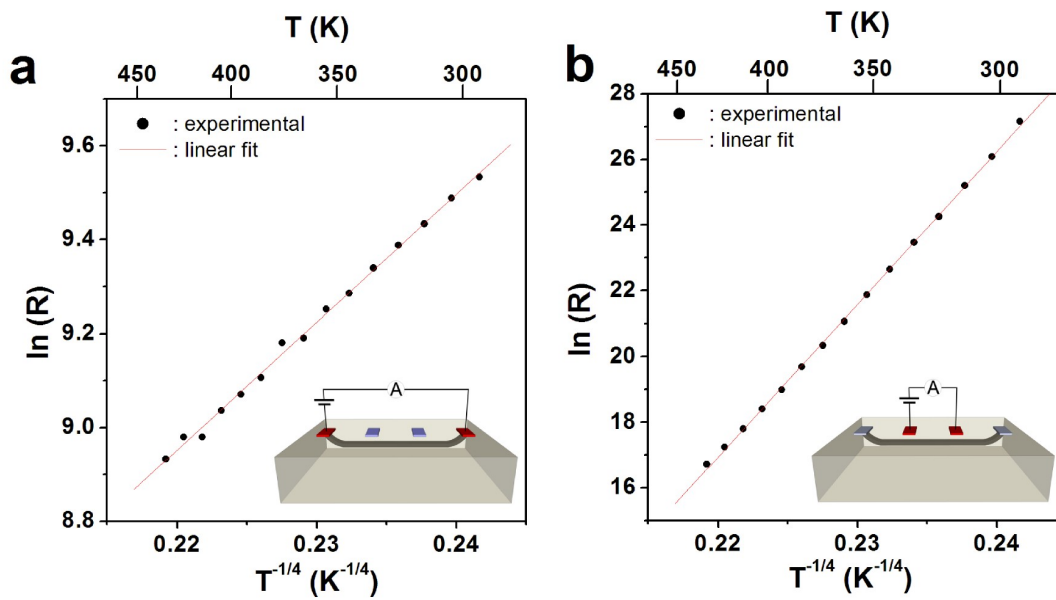 a
T (K)
450 400 350 300
: experimental
: linear fit
9.6
9.4
9.2
9.0
8.8
ln (R)
A
0.22 0.23 0.24
T-1/4 (K-1/4)
b
T (K)
450 400 350 300
: experimental
: linear fit
28
26
24
22
20
18
16
ln (R)
A
0.22 0.23 0.24
T-1/4 (K-1/4)